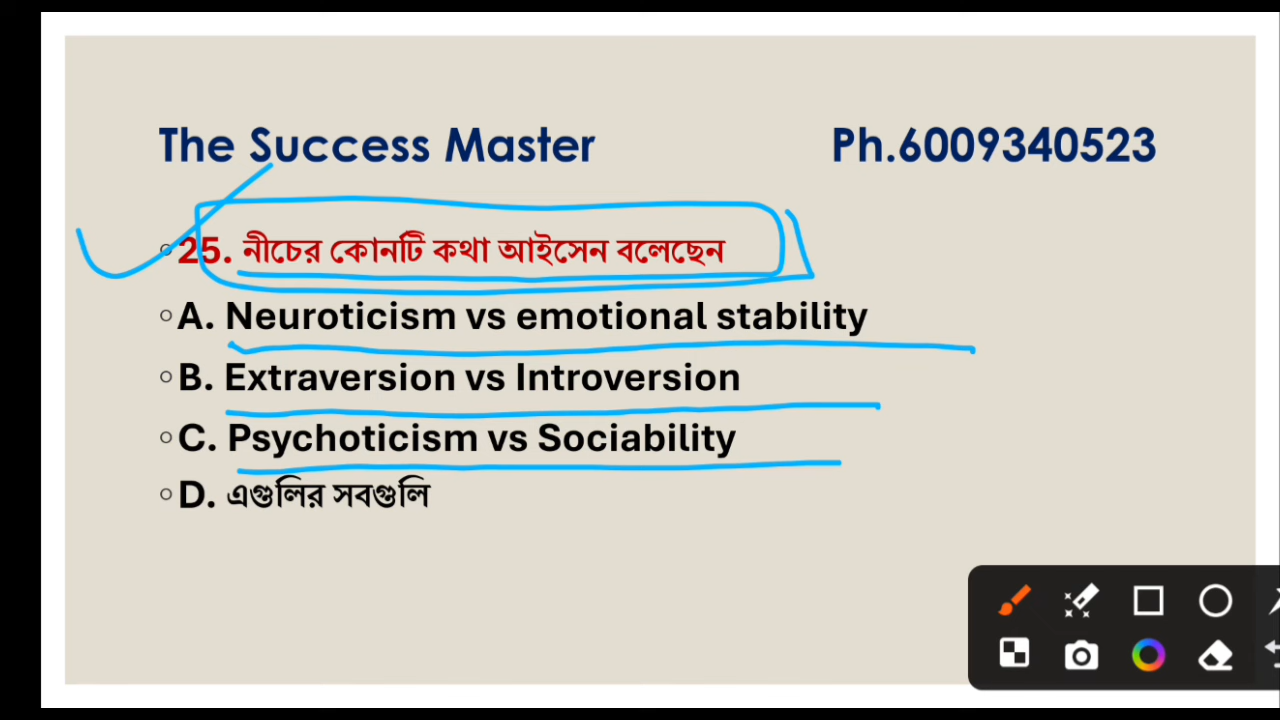 The Success Master Ph.6009340523
25. নীচের কোনটি কথা আইসেন বলেছেন
A. Neuroticism vs emotional stability
B. Extraversion vs Introversion
C. Psychoticism vs Sociability
D. এগুলির সবগুলি